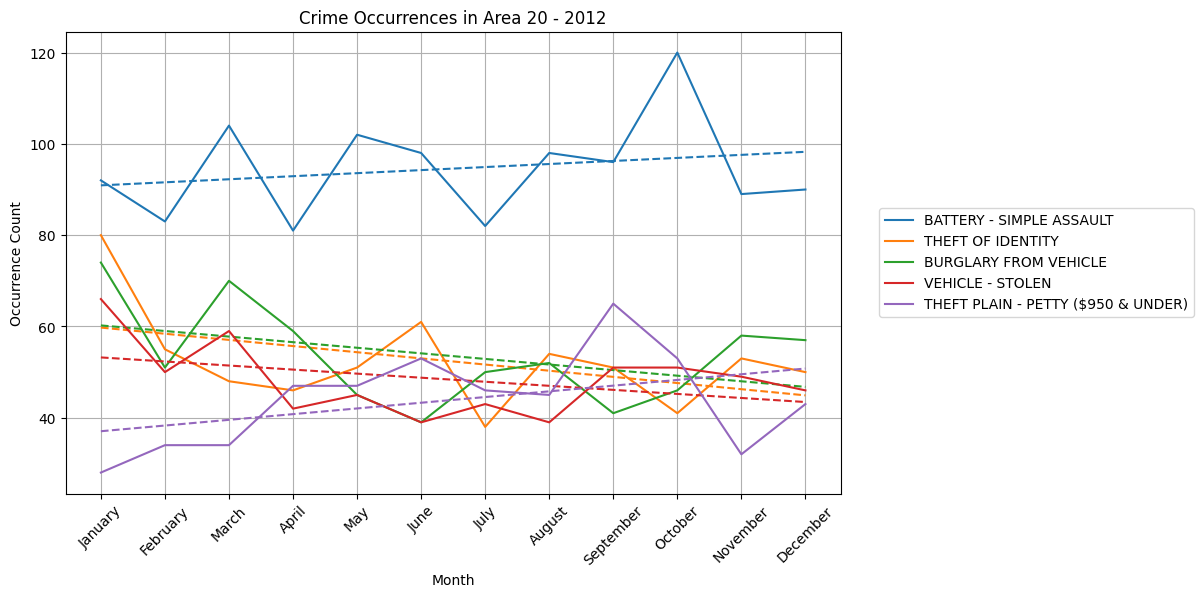 Crime Occurrences in Area 20 - 2012
Occurrence Count
120
100
80
60
40
January
February
March
April
May
June
July
August
September
October
November
December
Month
BATTERY - SIMPLE ASSAULT
THEFT OF IDENTITY
BURGLARY FROM VEHICLE
VEHICLE - STOLEN
THEFT PLAIN - PETTY ($950 & UNDER)